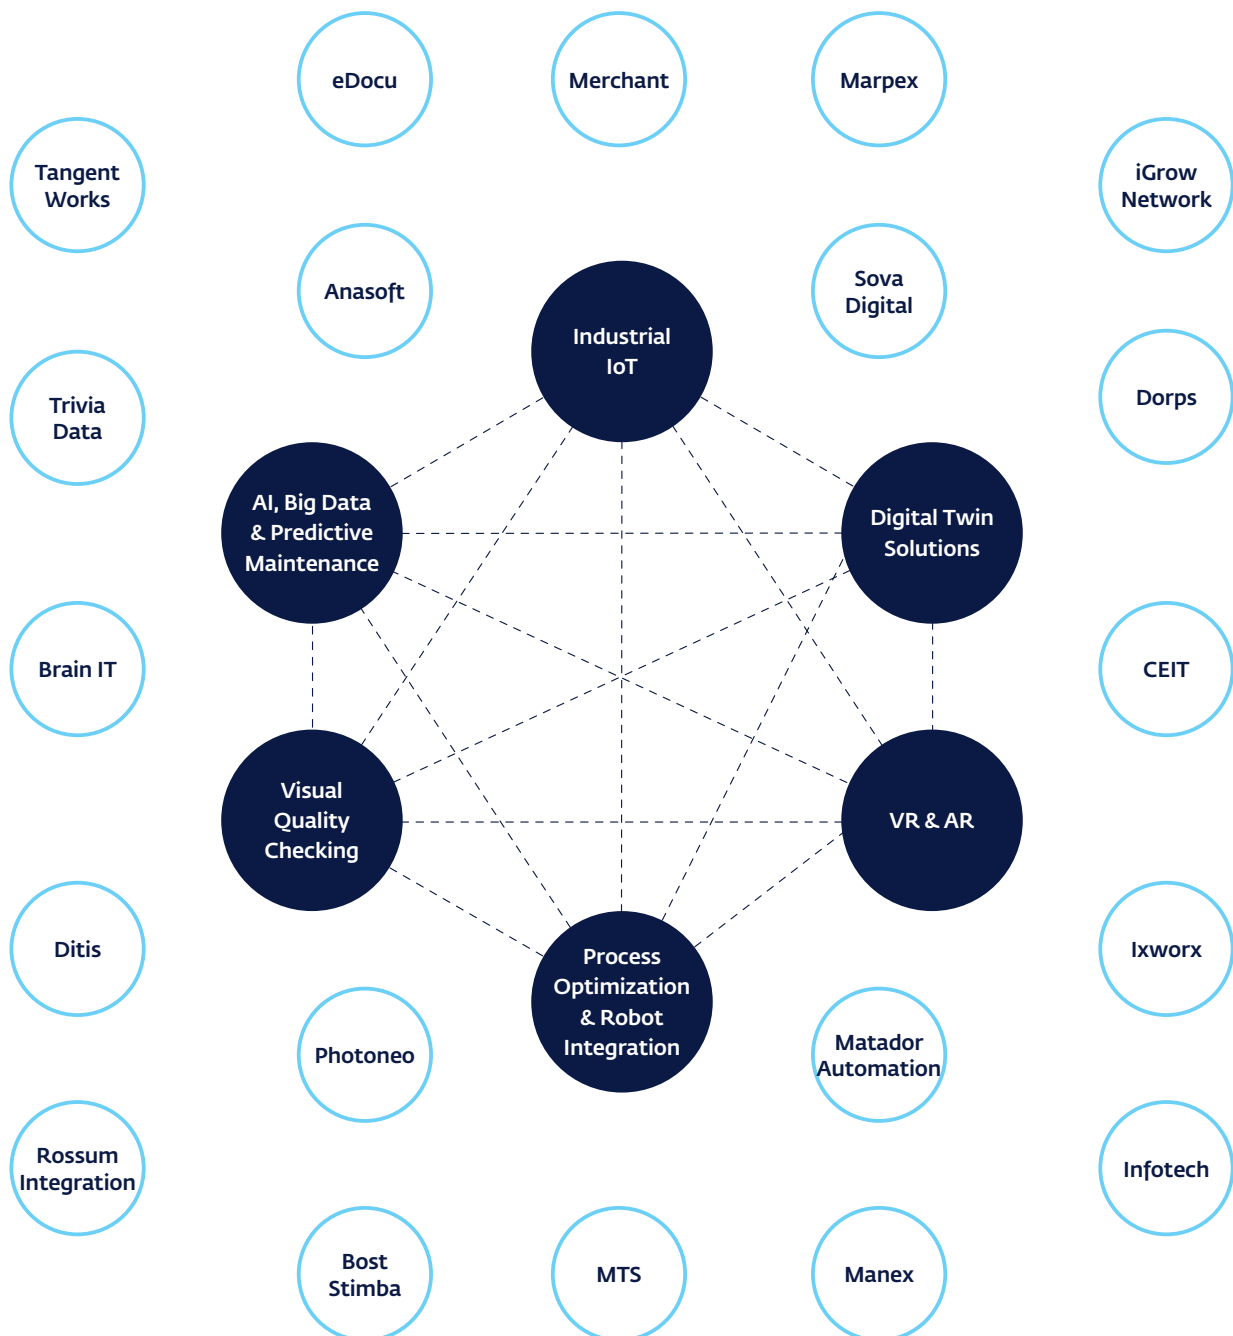 eDocu
Merchant
Marpex
Tangent
Works
iGrow
Network
Anasoft
Sova
Digital
Industrial
IoT
Trivia
Data
Dorps
AI, Big Data
& Predictive
Maintenance
Digital Twin
Solutions
Brain IT
CEIT
Visual
Quality
Checking
VR & AR
Ditis
Ixworx
Process
Optimization
& Robot
Integration
Photoneo
Matador
Automation
Rossum
Integration
Infotech
Bost
Stimba
MTS
Manex